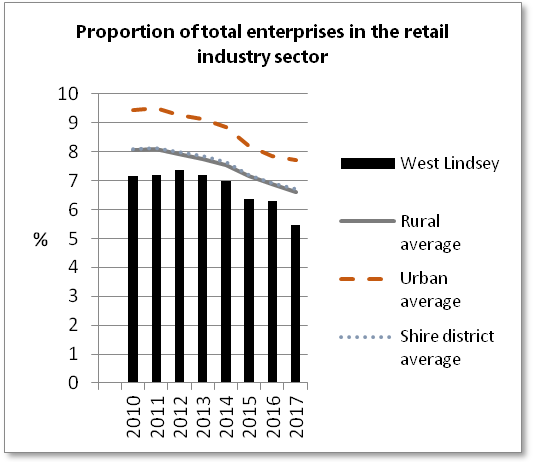 Proportion of total enterprises in the retail
industry sector
10
9
8
7
6
5
4
3
2
1
0
%
2010
2011
2012
2013
2014
2015
2016
2017
West Lindsey
Rural
average
Urban
average
Shire district
average